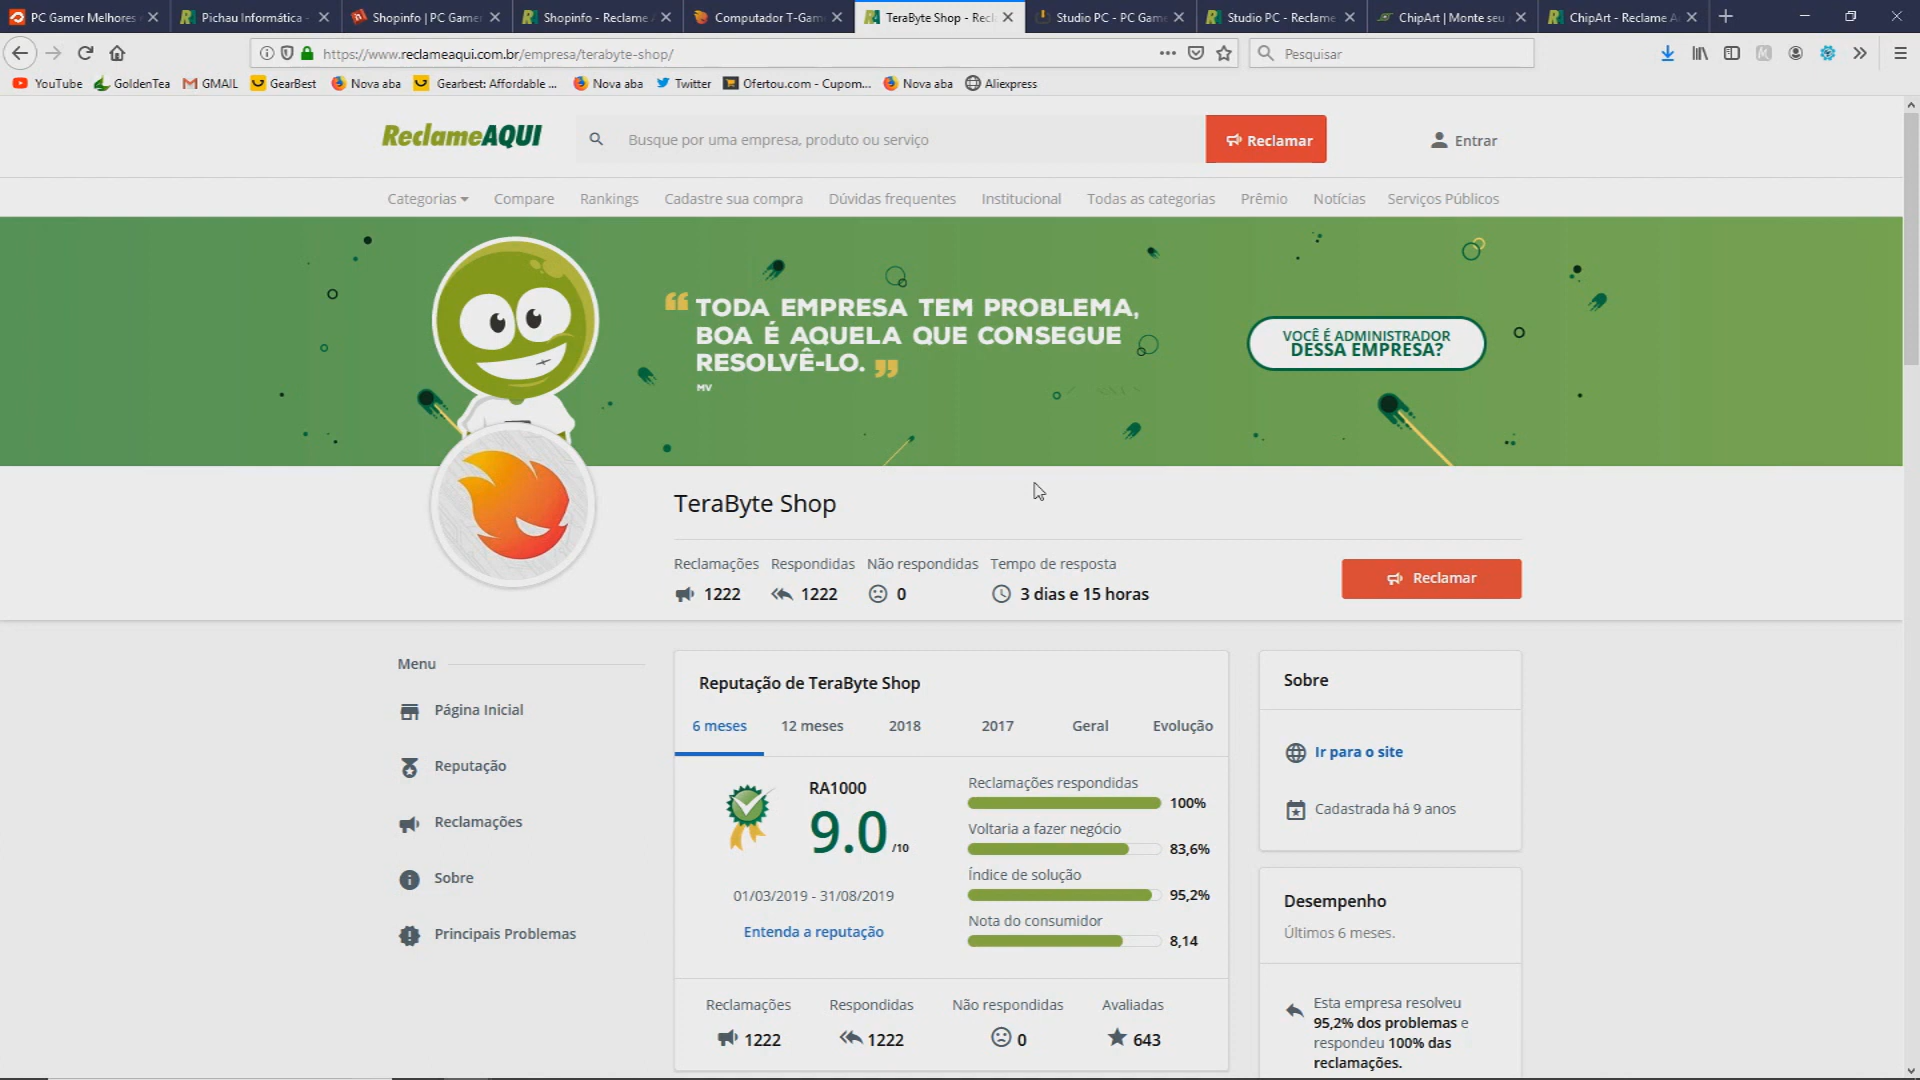 PC Gamer Melhores
Pichau Informática -
Shopinfo | PC Gamer
Shopinfo - Reclame A
Computador T-Gam
TeraByte Shop - Recl
Studio PC - PC Game
Studio PC - Reclame
ChipArt | Monte seu
ChipArt - Reclame A
https://www.reclameaqui.com.br/empresa/terabyte-shop/
Pesquisar
YouTube
GoldenTea
GMAIL
GearBest
Nova aba
Gearbest: Affordable ...
Nova aba
Twitter
Ofertou.com - Cupom...
Nova aba
Aliexpress
ReclameAQUI
Busque por uma empresa, produto ou serviço
Reclamar
Entrar
Categorias
Compare
Rankings
Cadastre sua compra
Dúvidas frequentes
Institucional
Todas as categorias
Prêmio
Notícias
Serviços Públicos
“ TODA EMPRESA TEM PROBLEMA,
BOA É AQUELA QUE CONSEGUE
RESOLVÊ-LO. ”
MV
VOCÊ É ADMINISTRADOR
DESSA EMPRESA?
TeraByte Shop
Reclamações
Respondidas
Não respondidas
Tempo de resposta
1222
1222
0
3 dias e 15 horas
Reclamar
Menu
Página Inicial
Reputação
Reclamações
Sobre
Principais Problemas
Reputação de TeraByte Shop
6 meses
12 meses
2018
2017
Geral
Evolução
RA1000
9.0 /10
01/03/2019 - 31/08/2019
Entenda a reputação
Reclamações respondidas
100%
Voltaria a fazer negócio
83,6%
Índice de solução
95,2%
Nota do consumidor
8,14
Reclamações
Respondidas
Não respondidas
Avaliadas
1222
1222
0
643
Sobre
Ir para o site
Cadastrada há 9 anos
Desempenho
Últimos 6 meses.
Esta empresa resolveu
95,2% dos problemas e
respondeu 100% das
reclamações.